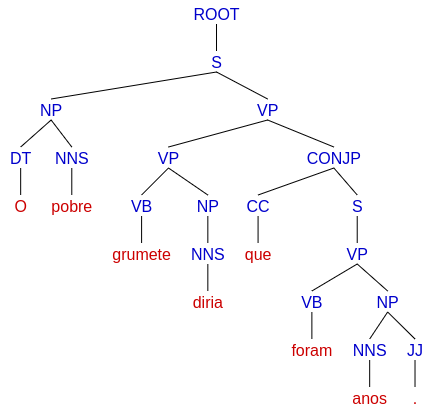 ROOT
S
NP VP
DT NNS VP CONJP
O pobre VB NP CC S
grumete NNS que VP
diria VB NP
foram NNS JJ
anos .